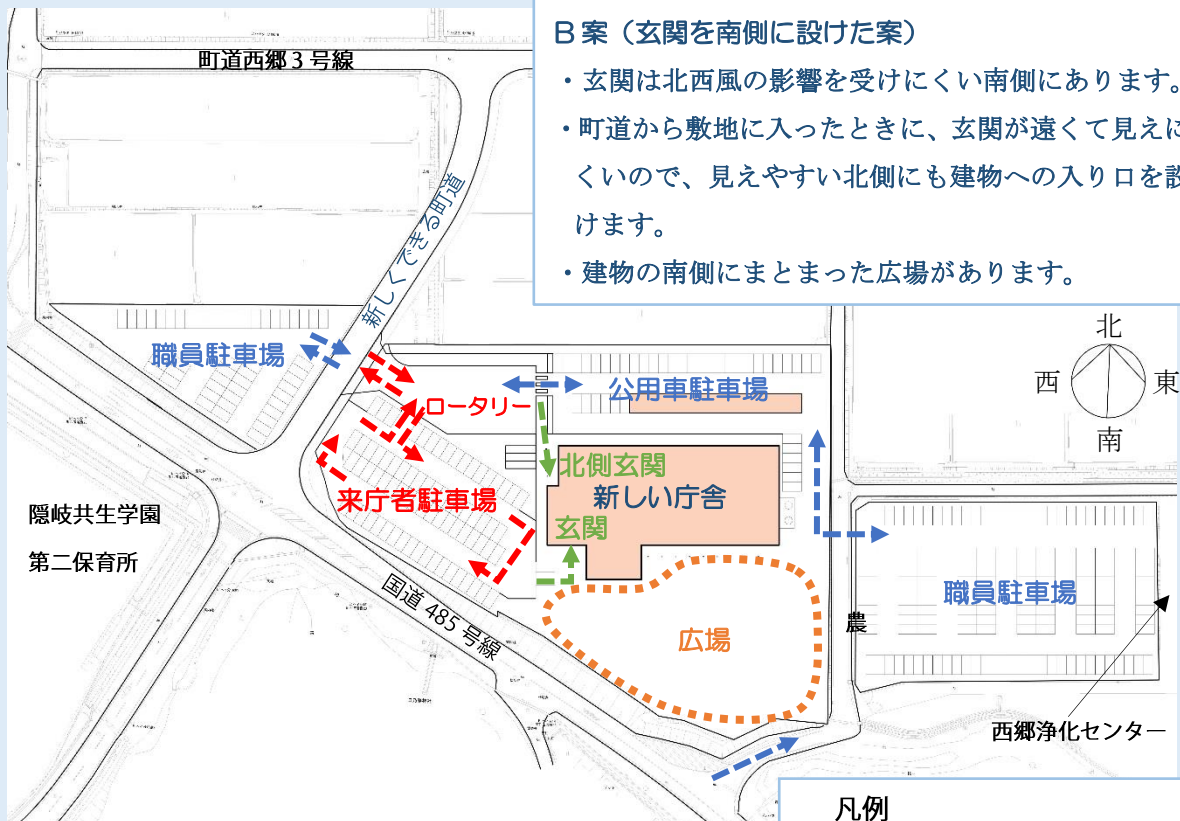 B案（玄関を南側に設けた案）
・玄関は北西風の影響を受けにくい南側にあります。
・町道から敷地に入ったときに、玄関が遠くて見えに
くいので、見えやすい北側にも建物への入り口を設
けます。
・建物の南側にまとまった広場があります。
町道西郷３号線
新しくできる町道
北
西
東
南
職員駐車場
ロータリー
公用車駐車場
北側玄関
新しい庁舎
来庁者駐車場
玄関
隠岐共生学園
第二保育所
国道 485 号線
広場
農
職員駐車場
西郷浄化センター
凡例